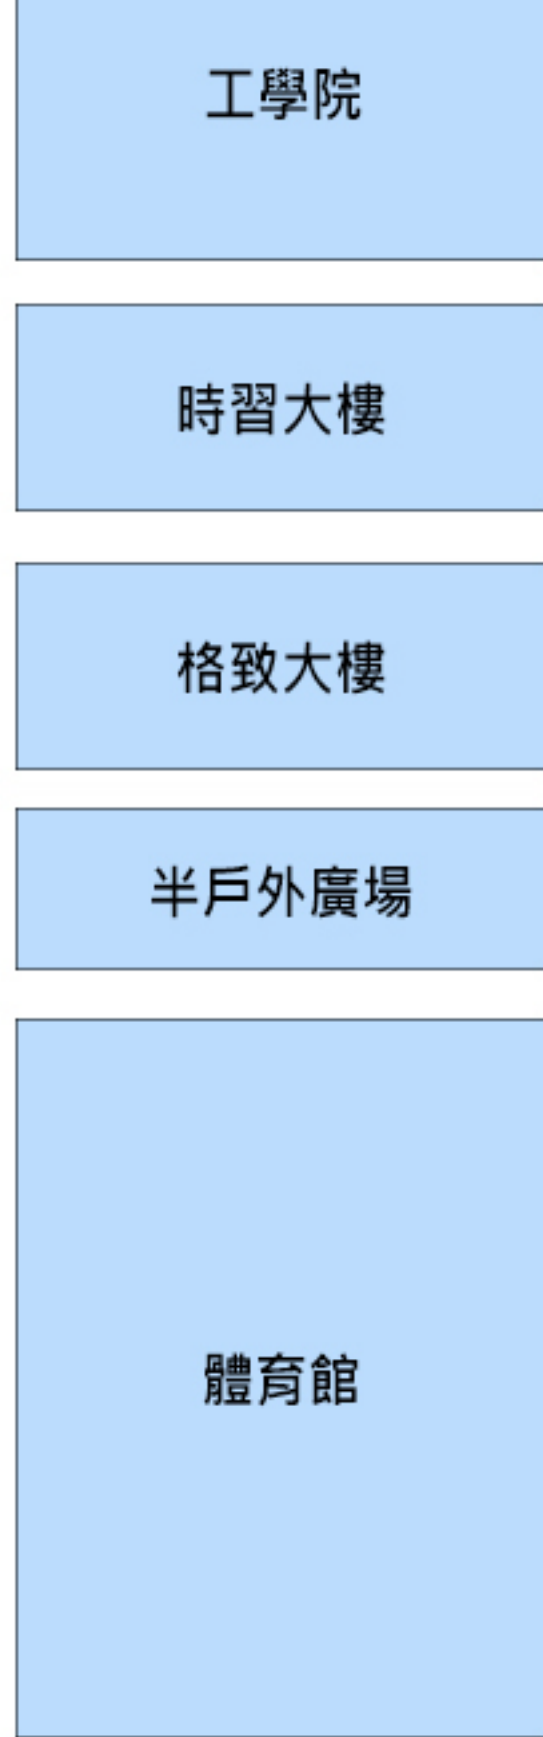 工學院
時習大樓
格致大樓
半戶外廣場
體育館